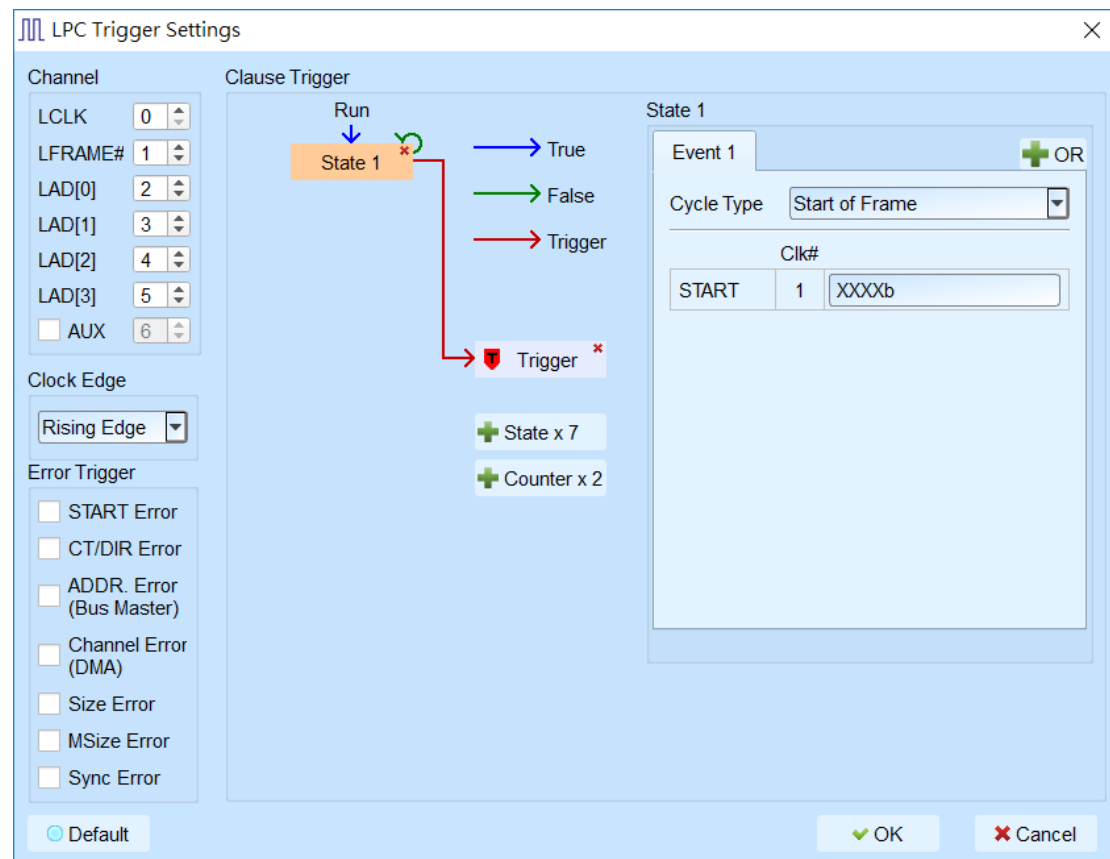 LPC Trigger Settings
Channel
LCLK 0
LFRAME# 1
LAD[0] 2
LAD[1] 3
LAD[2] 4
LAD[3] 5
AUX 6
Clock Edge
Rising Edge
Error Trigger
START Error
CT/DIR Error
ADDR. Error
(Bus Master)
Channel Error
(DMA)
Size Error
MSize Error
Sync Error
Clause Trigger
Run
State 1
True
False
Trigger
T Trigger
State x 7
Counter x 2
State 1
Event 1
OR
Cycle Type Start of Frame
Clk#
START 1 XXXXb
Default
OK
Cancel